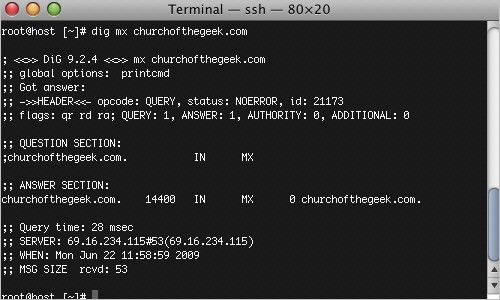 Terminal — ssh — 80×20
root@host [~]# dig mx churchofthegeek.com
; <<>> DiG 9.2.4 <<>> mx churchofthegeek.com
;; global options:  printcmd
;; Got answer:
;; ->>HEADER<<- opcode: QUERY, status: NOERROR, id: 21173
;; flags: qr rd ra; QUERY: 1, ANSWER: 1, AUTHORITY: 0, ADDITIONAL: 0
;; QUESTION SECTION:
;churchofthegeek.com.           IN      MX
;; ANSWER SECTION:
churchofthegeek.com.    14400   IN      MX      0 churchofthegeek.com.
;; Query time: 28 msec
;; SERVER: 69.16.234.115#53(69.16.234.115)
;; WHEN: Mon Jun 22 11:58:59 2009
;; MSG SIZE  rcvd: 53
root@host [~]#